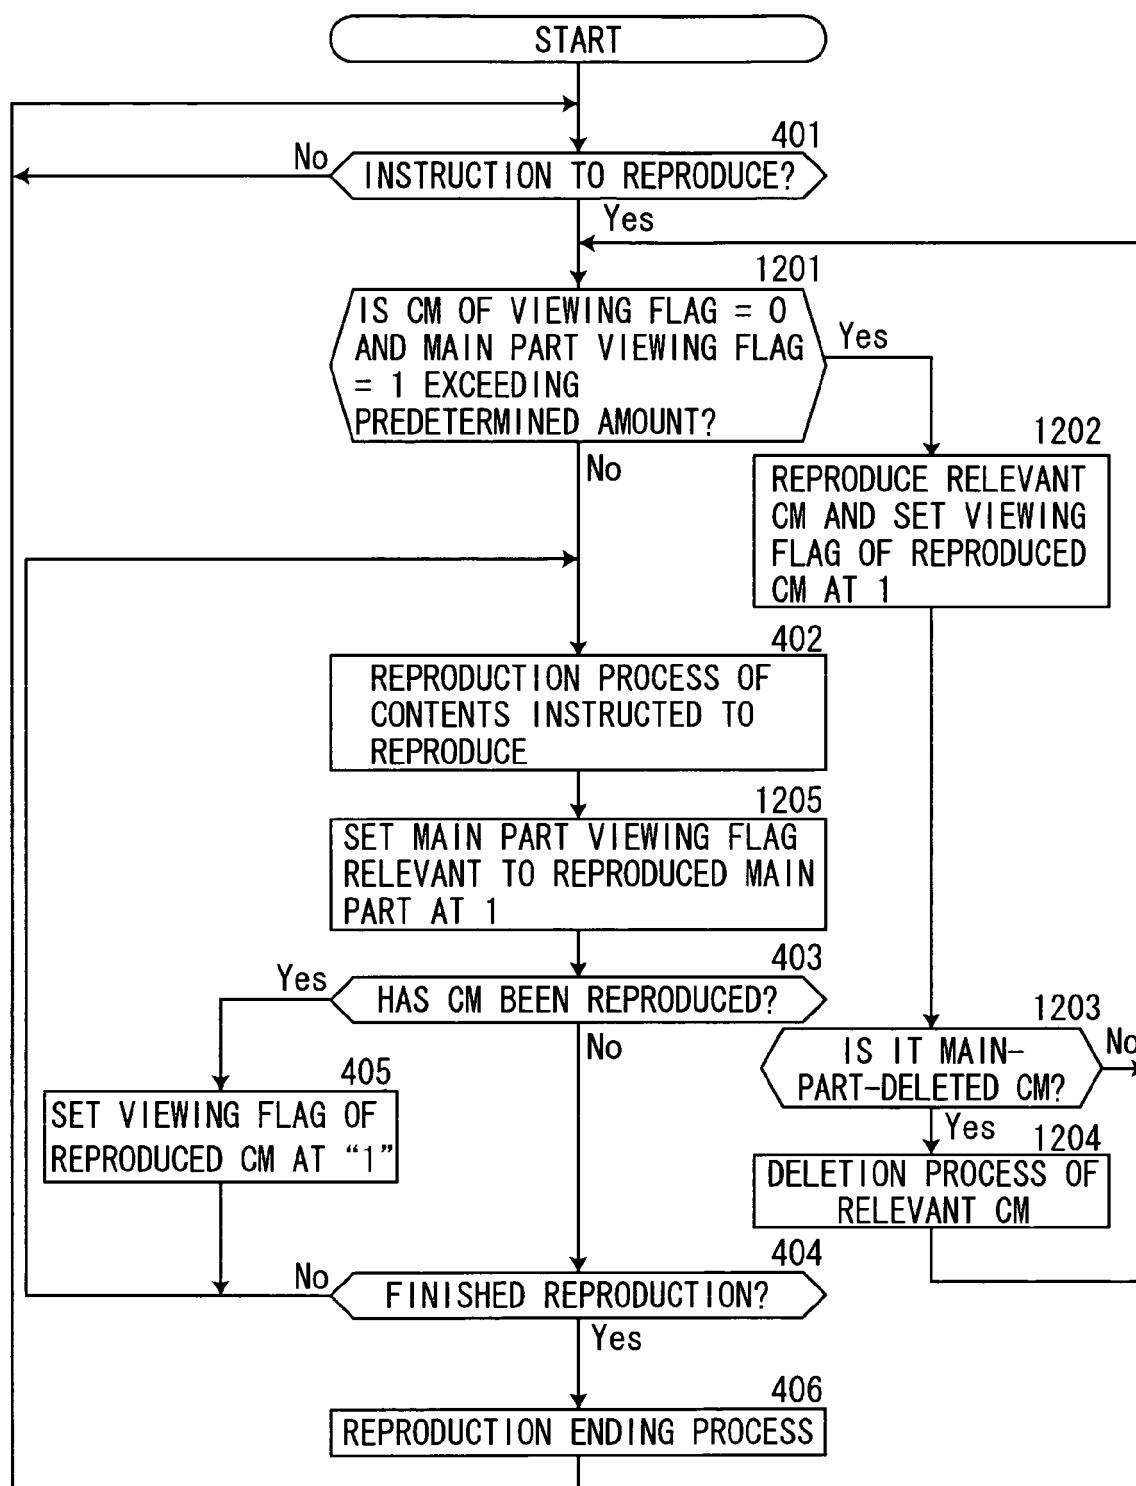 START
401
No
INSTRUCTION TO REPRODUCE?
Yes
1201
IS CM OF VIEWING FLAG = 0
AND MAIN PART VIEWING FLAG
= 1 EXCEEDING
PREDETERMINED AMOUNT?
Yes
No
1202
REPRODUCE RELEVANT
CM AND SET VIEWING
FLAG OF REPRODUCED
CM AT 1
402
REPRODUCTION PROCESS OF
CONTENTS INSTRUCTED TO
REPRODUCE
1205
SET MAIN PART VIEWING FLAG
RELEVANT TO REPRODUCED MAIN
PART AT 1
403
Yes
HAS CM BEEN REPRODUCED?
No
1203
IS IT MAIN-
PART-DELETED CM?
No
Yes
405
SET VIEWING FLAG OF
REPRODUCED CM AT “1”
1204
DELETION PROCESS OF
RELEVANT CM
404
No
FINISHED REPRODUCTION?
Yes
406
REPRODUCTION ENDING PROCESS